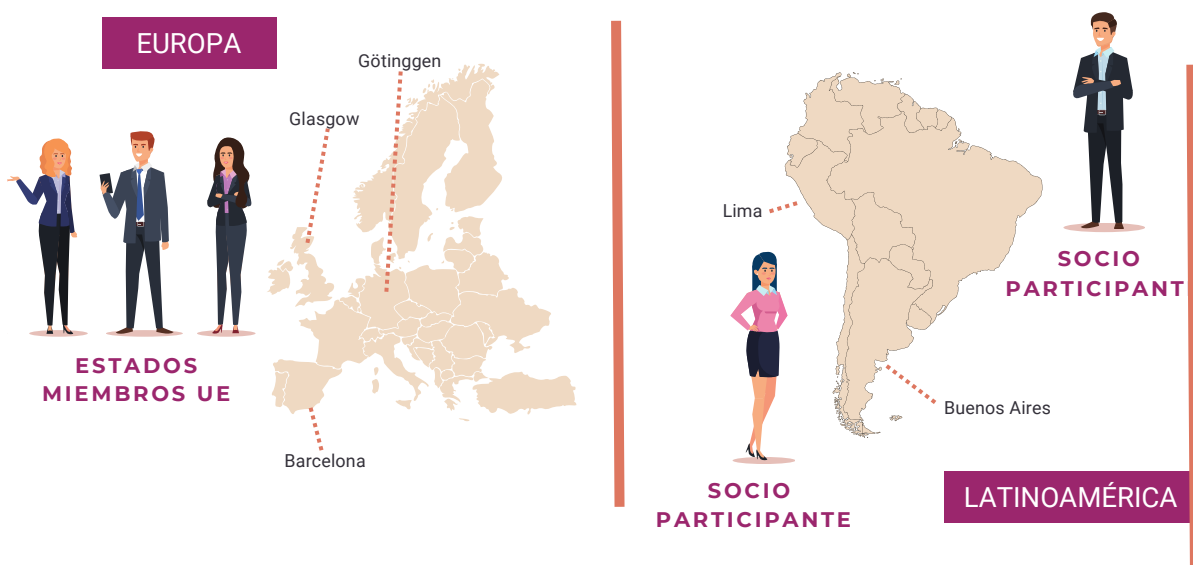 EUROPA
Götinggen
Glasgow
ESTADOS
MIEMBROS UE
Barcelona
Lima
SOCIO
PARTICIPANT
Buenos Aires
SOCIO
PARTICIPANTE
LATINOAMÉRICA